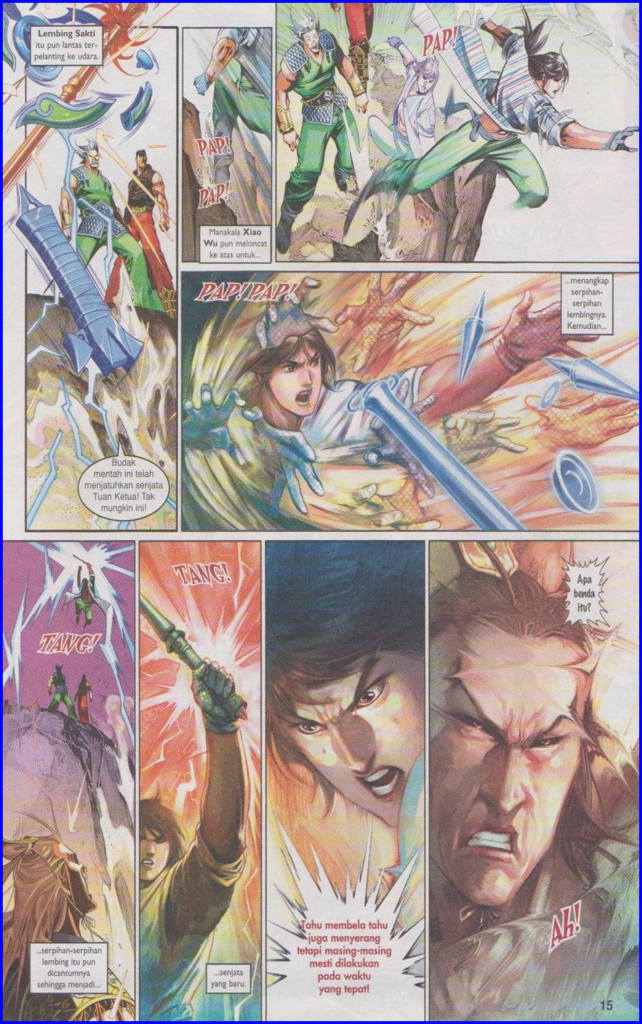 Lembing Sakti
itu pun lantas ter-
pelanting ke udara.
PAP!
PAP!
Manakala Xiao
Wu pun meloncat
ke atas untuk...
PAP!
PAP! PAP!
...menangkap
serpihan-
serpihan
lembingnya.
Kemudian...
Budak
mentah ini telah
menjatuhkan senjata
Tuan Ketua! Tak
mungkin ini!
TANG!
...serpihan-serpihan
lembing itu pun
dicantumnya
sehingga menjadi...
TANG!
...senjata
yang baru.
Tahu membela tahu
juga menyerang
tetapi masing-masing
mesti dilakukan
pada waktu
yang tepat!
Apa
benda
itu?
Ah!
15